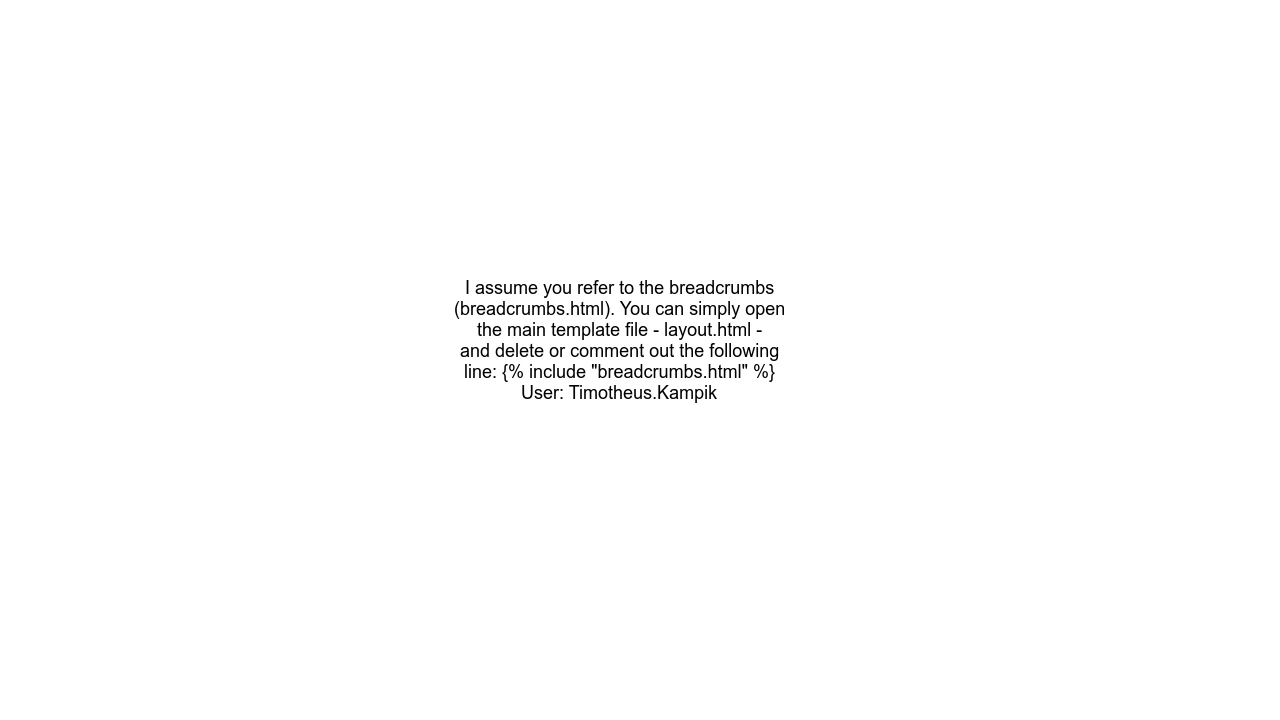 I assume you refer to the breadcrumbs
(breadcrumbs.html). You can simply open
the main template file - layout.html -
and delete or comment out the following
line: {% include "breadcrumbs.html" %}
User: Timotheus.Kampik